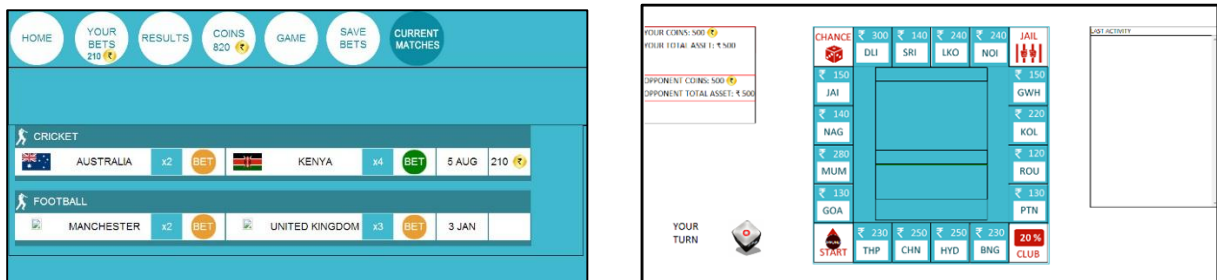 HOME
YOUR
BETS
210
RESULTS
COINS
820
GAME
SAVE
BETS
CURRENT
MATCHES
CRICKET
AUSTRALIA x2 BET KENYA x4 BET 5 AUG 210
FOOTBALL
MANCHESTER x2 BET UNITED KINGDOM x3 BET 3 JAN
YOUR COINS: 500
YOUR TOTAL ASSET: ₹ 500
OPPONENT COINS: 500
OPPONENT TOTAL ASSET: ₹ 500
YOUR
TURN
CHANCE ₹ 300 ₹ 140 ₹ 240 ₹ 240 JAIL
DLI SRI LKO NOI
₹ 150 ₹ 150
JAI GWH
₹ 140 ₹ 220
NAG KOL
₹ 280 ₹ 120
MUM ROU
₹ 130 ₹ 130
GOA PTN
₹ 230 ₹ 250 ₹ 250 ₹ 230 20 %
START THP CHN HYD BNG CLUB
LAST ACTIVITY